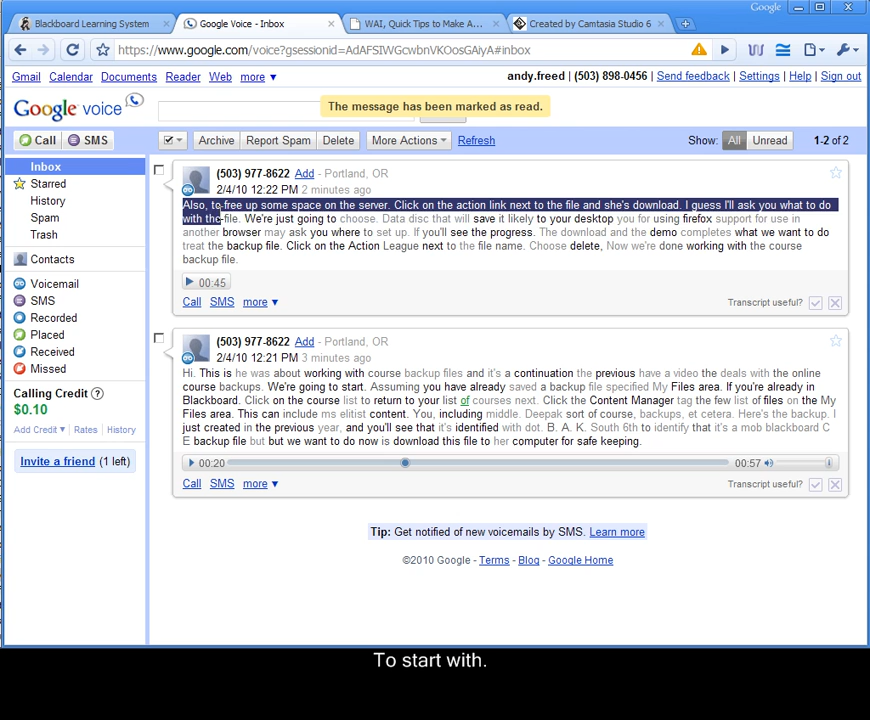 Google
Blackboard Learning System
Google Voice - Inbox
WAI, Quick Tips to Make A...
Created by Camtasia Studio 6
https://www.google.com/voice?gsessionid=AdAFSIWGcwbnVKOosGAiyA#inbox
Gmail Calendar Documents Reader Web more ▼
andy.freed | (503) 898-0456 | Send feedback | Settings | Help | Sign out
Google voice
The message has been marked as read.
Call SMS
Archive Report Spam Delete More Actions Refresh
Show: All Unread 1-2 of 2
Inbox
Starred
History
Spam
Trash
Contacts
Voicemail
SMS
Recorded
Placed
Received
Missed
Calling Credit (?)
$0.10
Add Credit ▼ Rates History
Invite a friend (1 left)
(503) 977-8622 Add - Portland, OR
2/4/10 12:22 PM 2 minutes ago
Also, to free up some space on the server. Click on the action link next to the file and she's download. I guess I'll ask you what to do
with the file. We're just going to choose. Data disc that will save it likely to your desktop you for using firefox support for use in
another browser may ask you where to set up. If you'll see the progress. The download and the demo completes what we want to do
treat the backup file. Click on the Action League next to the file name. Choose delete, Now we're done working with the course
backup file.
00:45
Call SMS more ▼
Transcript useful?
(503) 977-8622 Add - Portland, OR
2/4/10 12:21 PM 3 minutes ago
Hi. This is he was about working with course backup files and it's a continuation the previous have a video the deals with the online
course backups. We're going to start. Assuming you have already saved a backup file specified My Files area. If you're already in
Blackboard. Click on the course list to return to your list of courses next. Click the Content Manager tag the few list of files on the My
Files area. This can include ms elitist content. You, including middle. Deepak sort of course, backups, et cetera. Here's the backup. I
just created in the previous year, and you'll see that it's identified with dot. B. A. K. South 6th to identify that it's a mob blackboard C
E backup file but but we want to do now is download this file to her computer for safe keeping.
00:20
00:57
Call SMS more ▼
Transcript useful?
Tip: Get notified of new voicemails by SMS. Learn more
©2010 Google - Terms - Blog - Google Home
To start with.